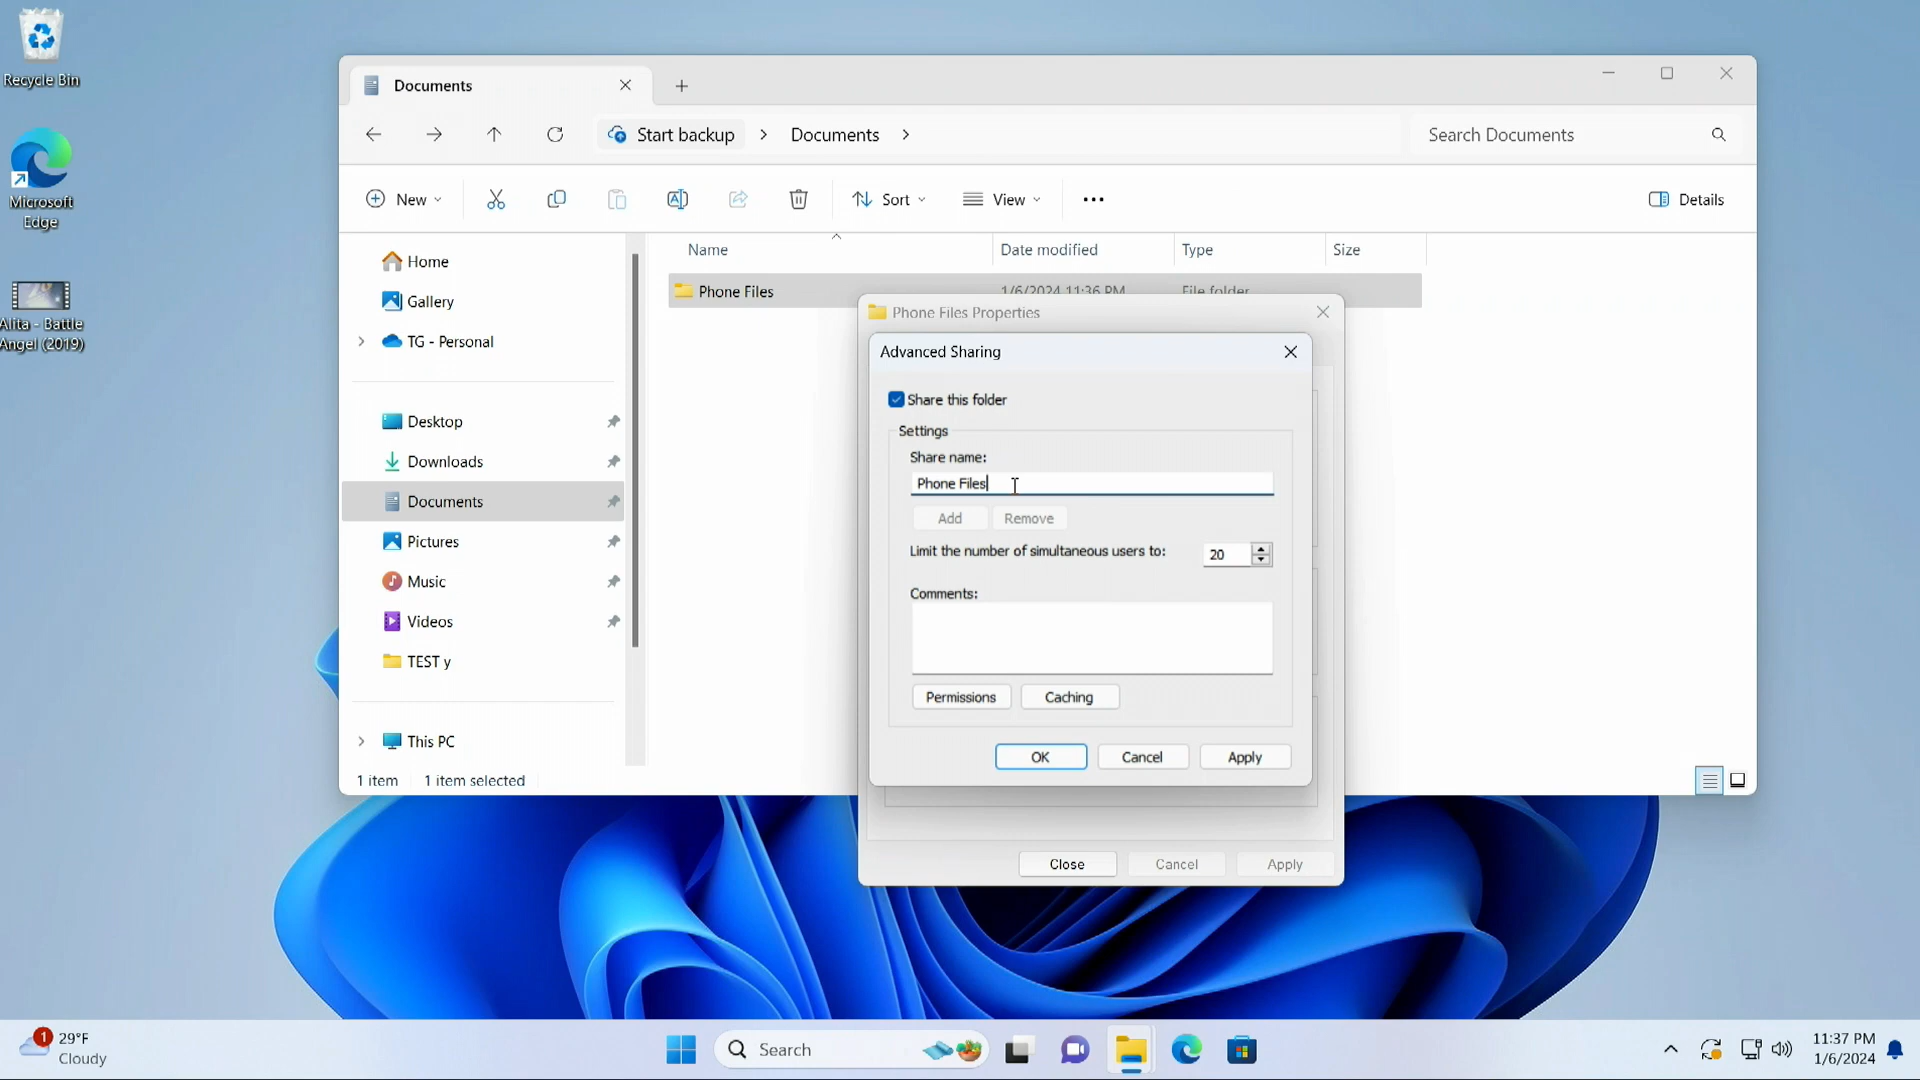 Recycle Bin
Microsoft
Edge
Alita - Battle
Angel (2019)
Documents
Start backup
Documents
Search Documents
New
Sort
View
Details
Name
Date modified
Type
Size
Home
Gallery
TG - Personal
Desktop
Downloads
Documents
Pictures
Music
Videos
TEST y
This PC
1 item
1 item selected
Phone Files
1/6/2024 11:36 PM
File folder
Phone Files Properties
Advanced Sharing
Share this folder
Settings
Share name:
Phone Files
Add
Remove
Limit the number of simultaneous users to:
20
Comments:
Permissions
Caching
OK
Cancel
Apply
Close
Cancel
Apply
1
29°F
Cloudy
Search
11:37 PM
1/6/2024